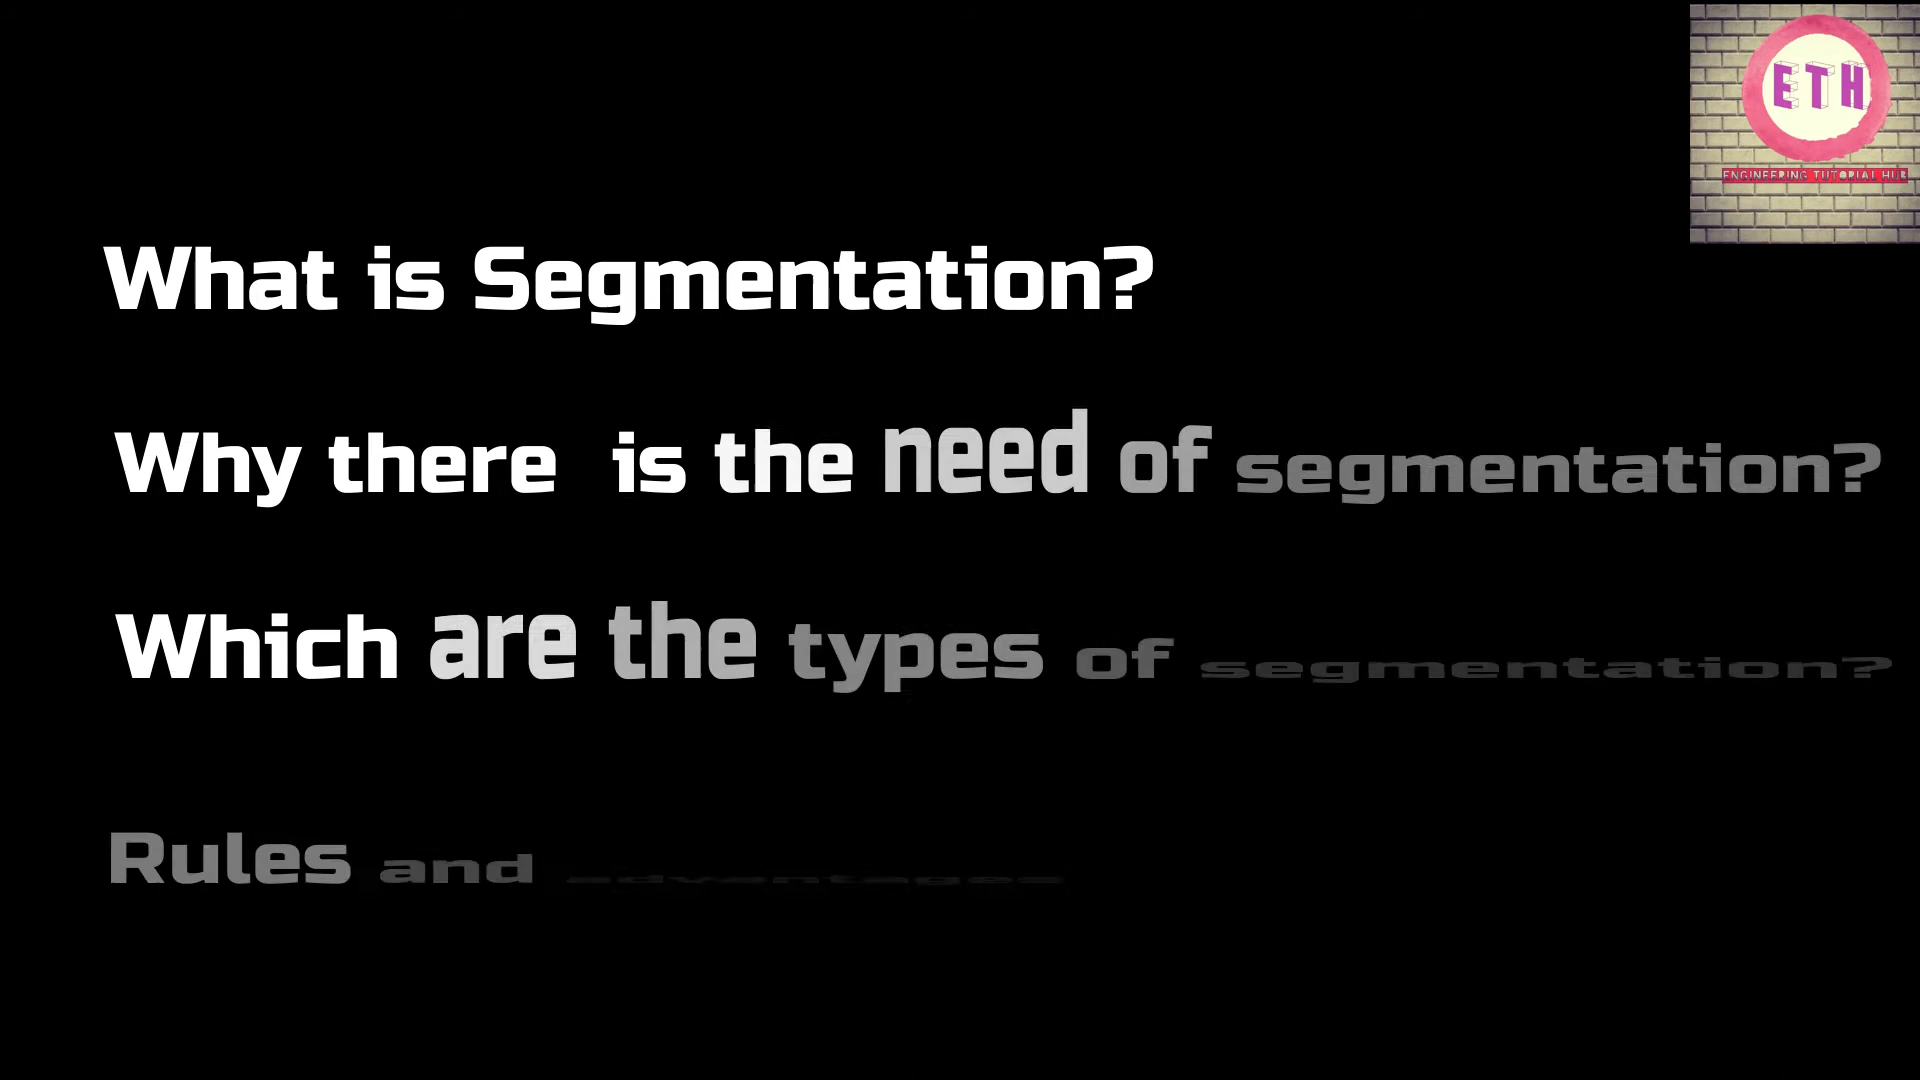 ETH
ENGINEERING TUTORIAL HUB
What is Segmentation?
Why there is the need of segmentation?
Which are the types of segmentation?
Rules and advantages